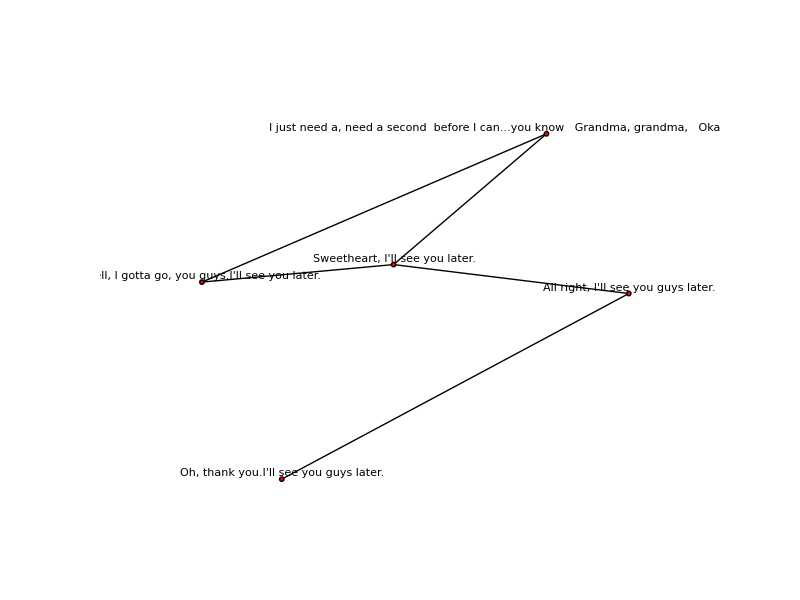 I just need a, need a second  before I can...you know   Grandma, grandma,   Oka
Sweetheart, I'll see you later.
ell, I gotta go, you guys.I'll see you later.
All right, I'll see you guys later.
Oh, thank you.I'll see you guys later.